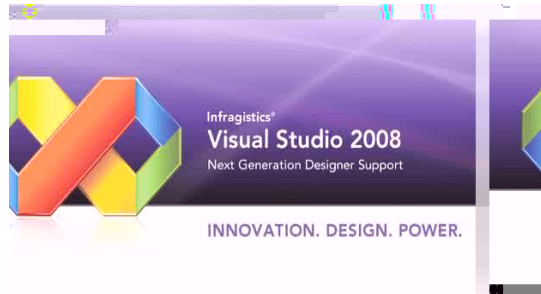 Infragistics®
Visual Studio 2008
Next Generation Designer Support
INNOVATION. DESIGN. POWER.